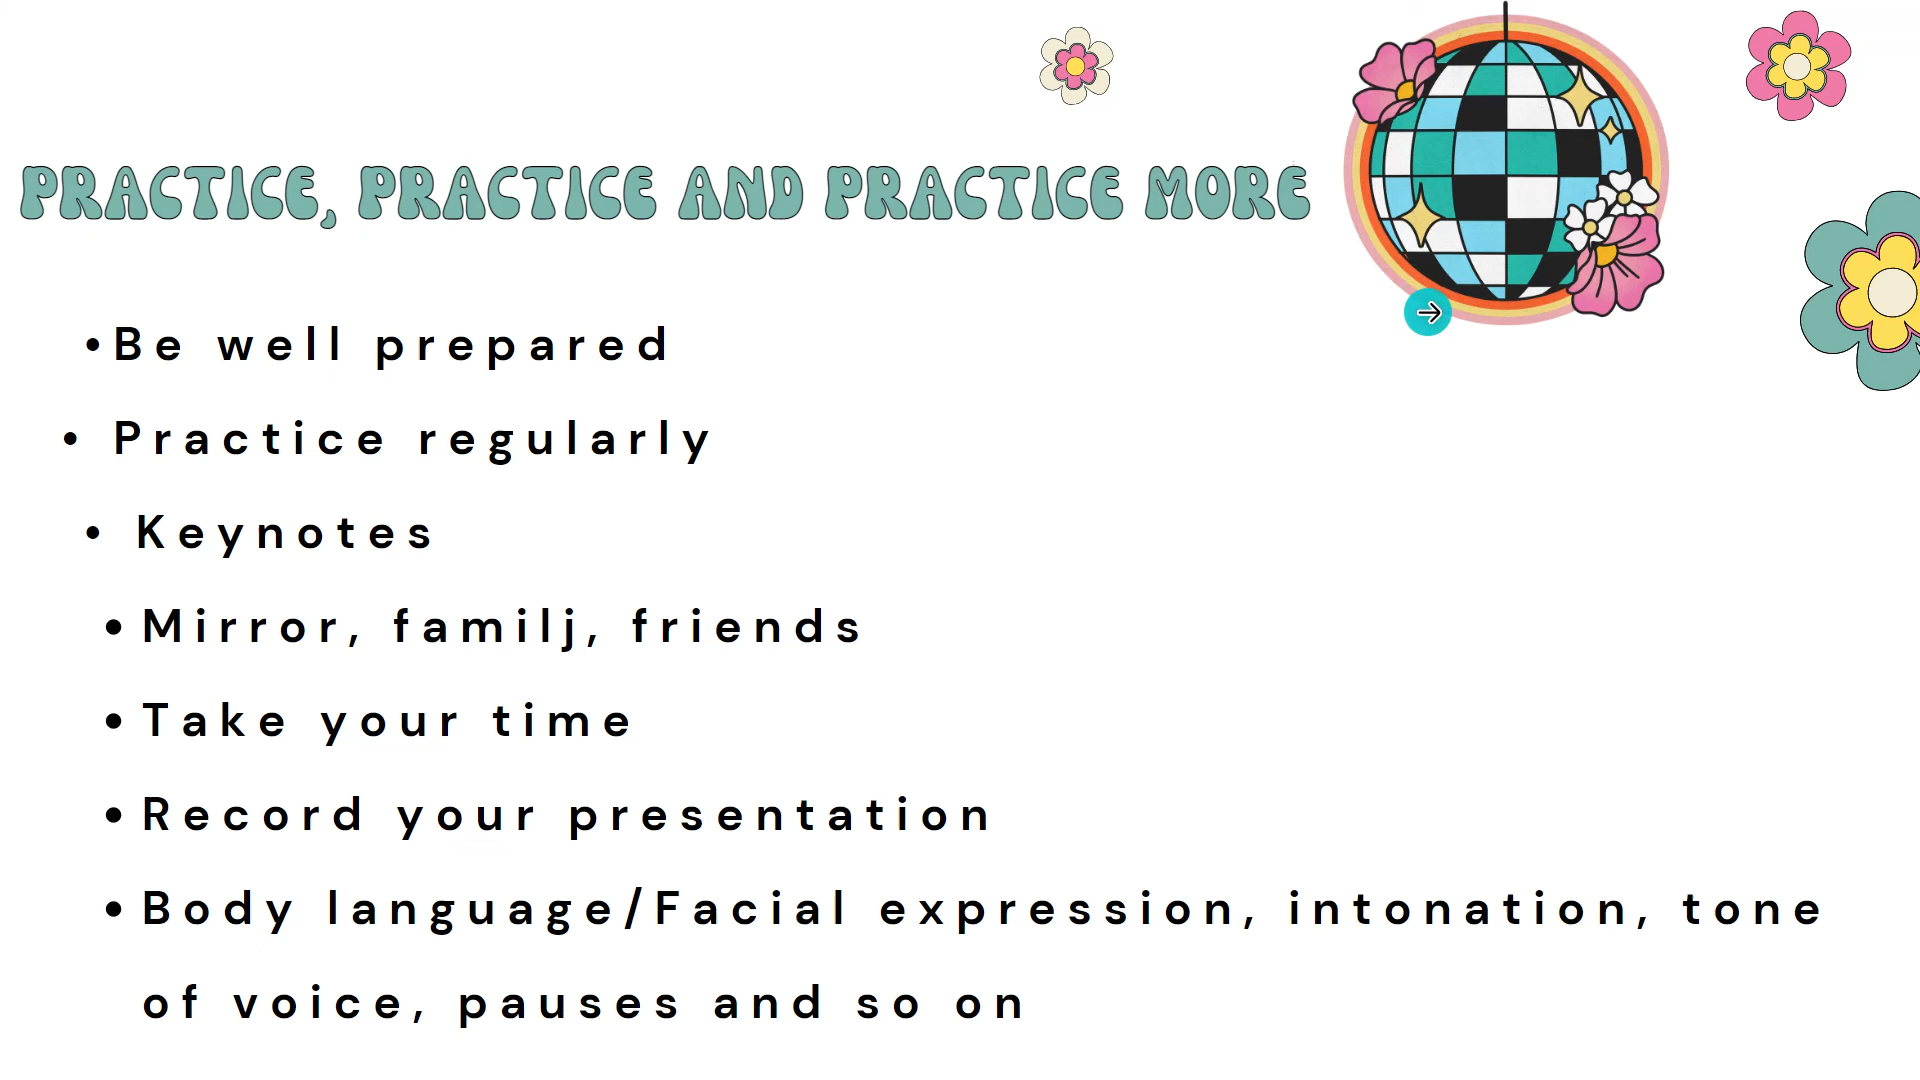 PRACTICE, PRACTICE AND PRACTICE MORE
• Be well prepared
• Practice regularly
• Keynotes
• Mirror, familj, friends
• Take your time
• Record your presentation
• Body language/Facial expression, intonation, tone
of voice, pauses and so on